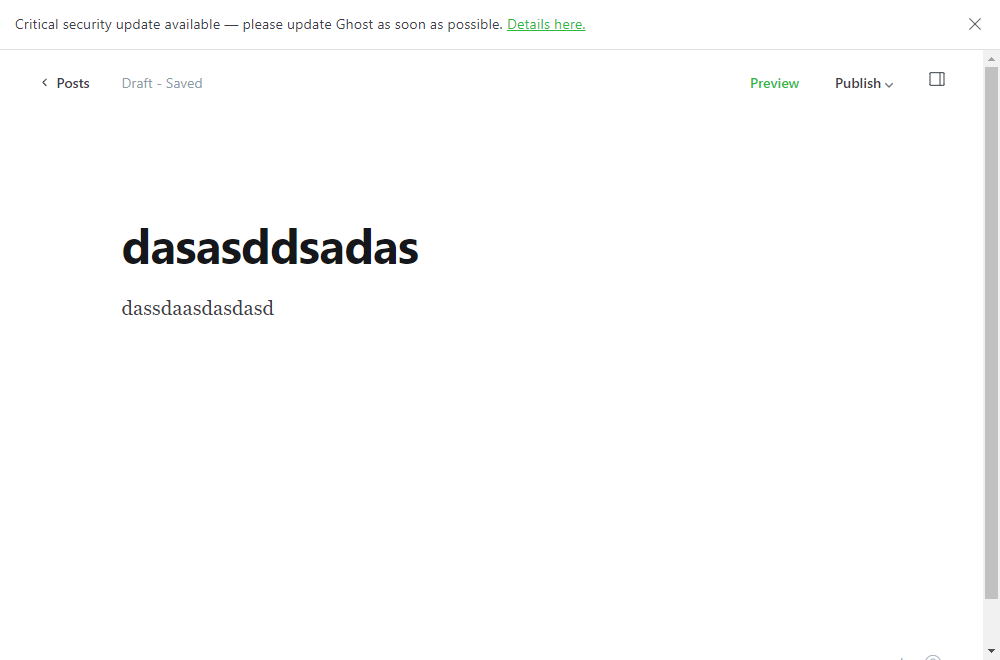 Critical security update available — please update Ghost as soon as possible. Details here.
Posts Draft - Saved Preview Publish
dasasddsadas
dassdaasdasdasd